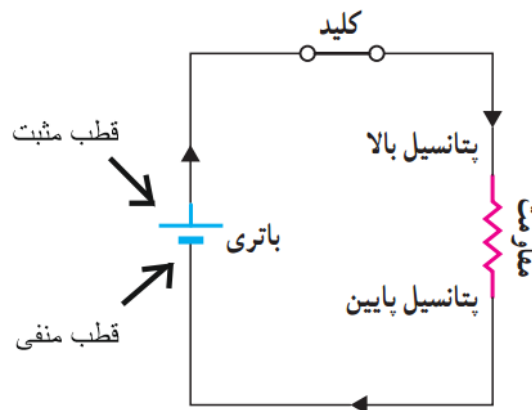 کلید
قطب مثبت
پتانسیل بالا
مقاومت
باتری
پتانسیل پایین
قطب منفی